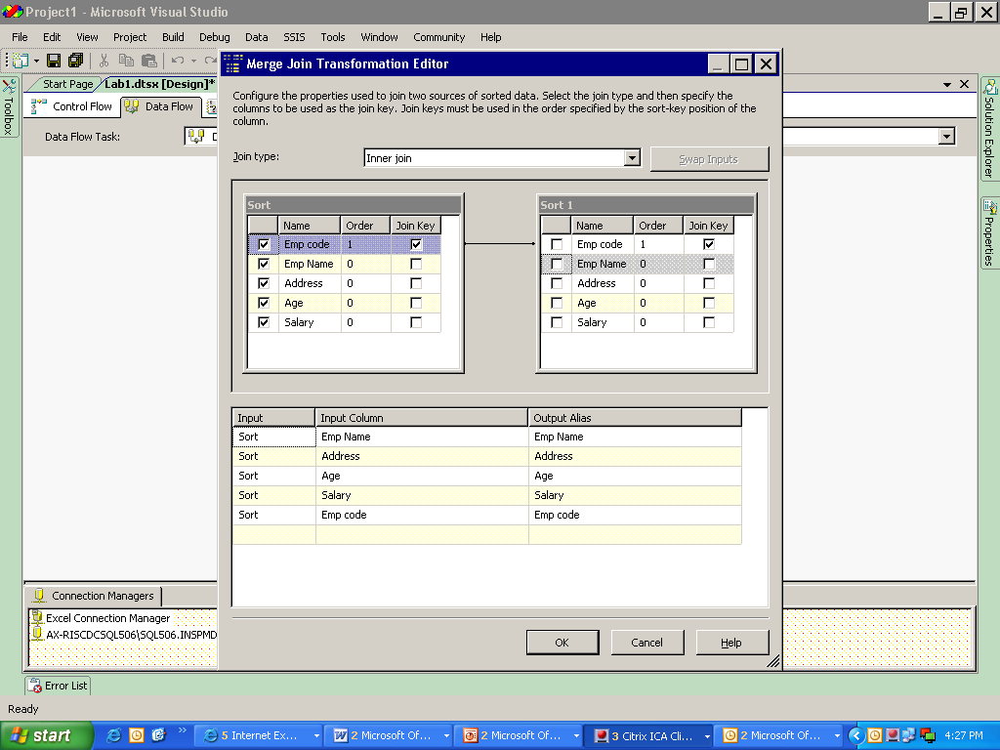 Project1 - Microsoft Visual Studio
File Edit View Project Build Debug Data SSIS Tools Window Community Help
Start Page Lab1.dtsx [Design]*
Control Flow Data Flow
Data Flow Task:
Toolbox
Solution Explorer
Properties
Merge Join Transformation Editor
Configure the properties used to join two sources of sorted data. Select the join type and then specify the
columns to be used as the join key. Join keys must be used in the order specified by the sort-key position of the
column.
Join type: Inner join Swap Inputs
Sort
Name Order Join Key
Emp code 1
Emp Name 0
Address 0
Age 0
Salary 0
Sort 1
Name Order Join Key
Emp code 1
Emp Name 0
Address 0
Age 0
Salary 0
Input Input Column Output Alias
Sort Emp Name Emp Name
Sort Address Address
Sort Age Age
Sort Salary Salary
Sort Emp code Emp code
OK Cancel Help
Connection Managers
Excel Connection Manager
AX-RISCDCSQL506\SQL506.INSPMD
Error List
Ready
start 5 Internet Ex... 2 Microsoft Of... 2 Microsoft Of... 3 Citrix ICA Cli... 2 Microsoft Of... 4:27 PM